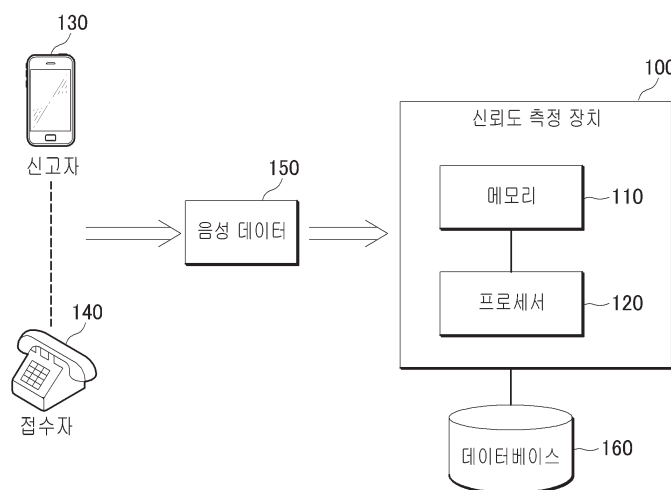 130
신고자
140
접수자
150
음성 데이터
100
신뢰도 측정 장치
메모리
110
프로세서
120
데이터베이스
160